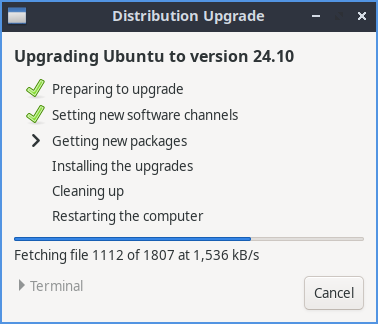 Distribution Upgrade
Upgrading Ubuntu to version 24.10
Preparing to upgrade
Setting new software channels
Getting new packages
Installing the upgrades
Cleaning up
Restarting the computer
Fetching file 1112 of 1807 at 1,536 kB/s
Terminal
Cancel